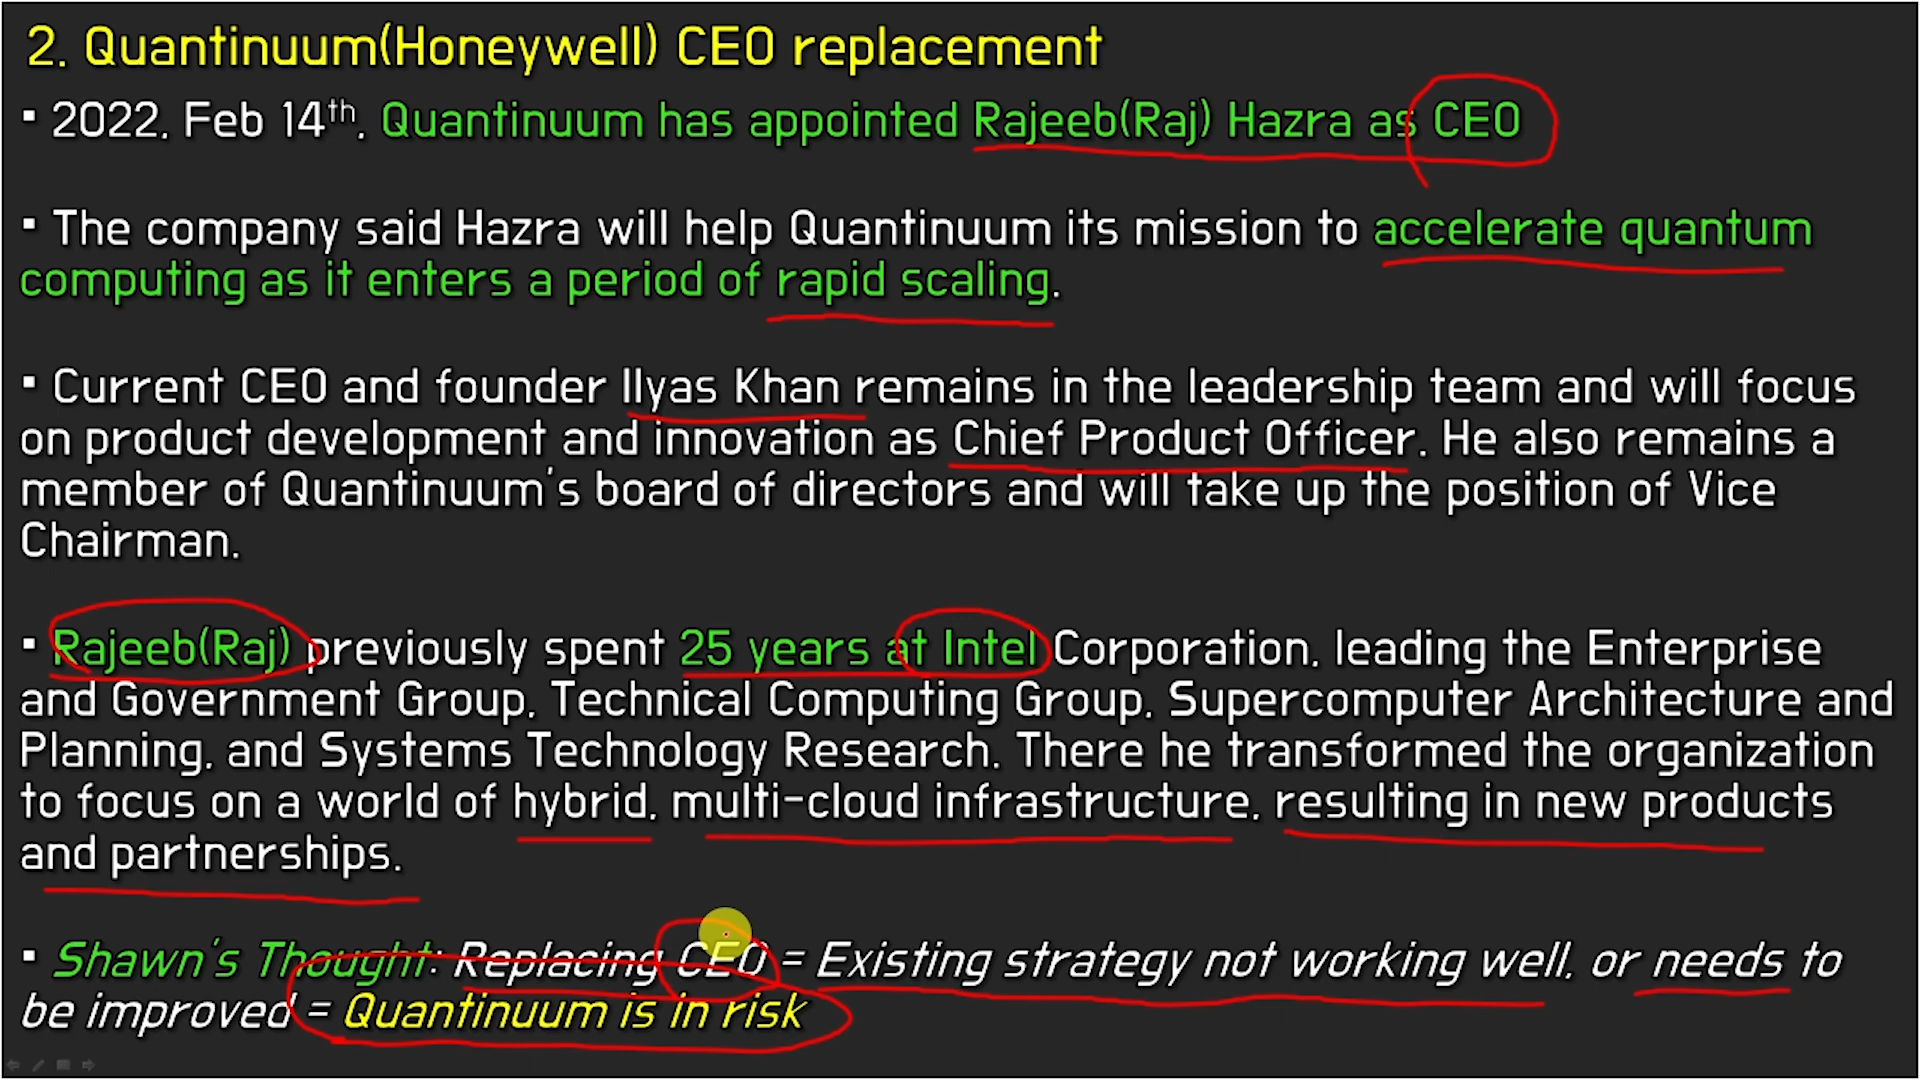 2. Quantinuum(Honeywell) CEO replacement
▪ 2022, Feb 14th, Quantinuum has appointed Rajeeb(Raj) Hazra as CEO
▪ The company said Hazra will help Quantinuum its mission to accelerate quantum
computing as it enters a period of rapid scaling.
▪ Current CEO and founder Ilyas Khan remains in the leadership team and will focus
on product development and innovation as Chief Product Officer. He also remains a
member of Quantinuum's board of directors and will take up the position of Vice
Chairman.
▪ Rajeeb(Raj) previously spent 25 years at Intel Corporation, leading the Enterprise
and Government Group, Technical Computing Group, Supercomputer Architecture and
Planning, and Systems Technology Research. There he transformed the organization
to focus on a world of hybrid, multi-cloud infrastructure, resulting in new products
and partnerships.
▪ Shawn's Thought: Replacing CEO = Existing strategy not working well, or needs to
be improved = Quantinuum is in risk